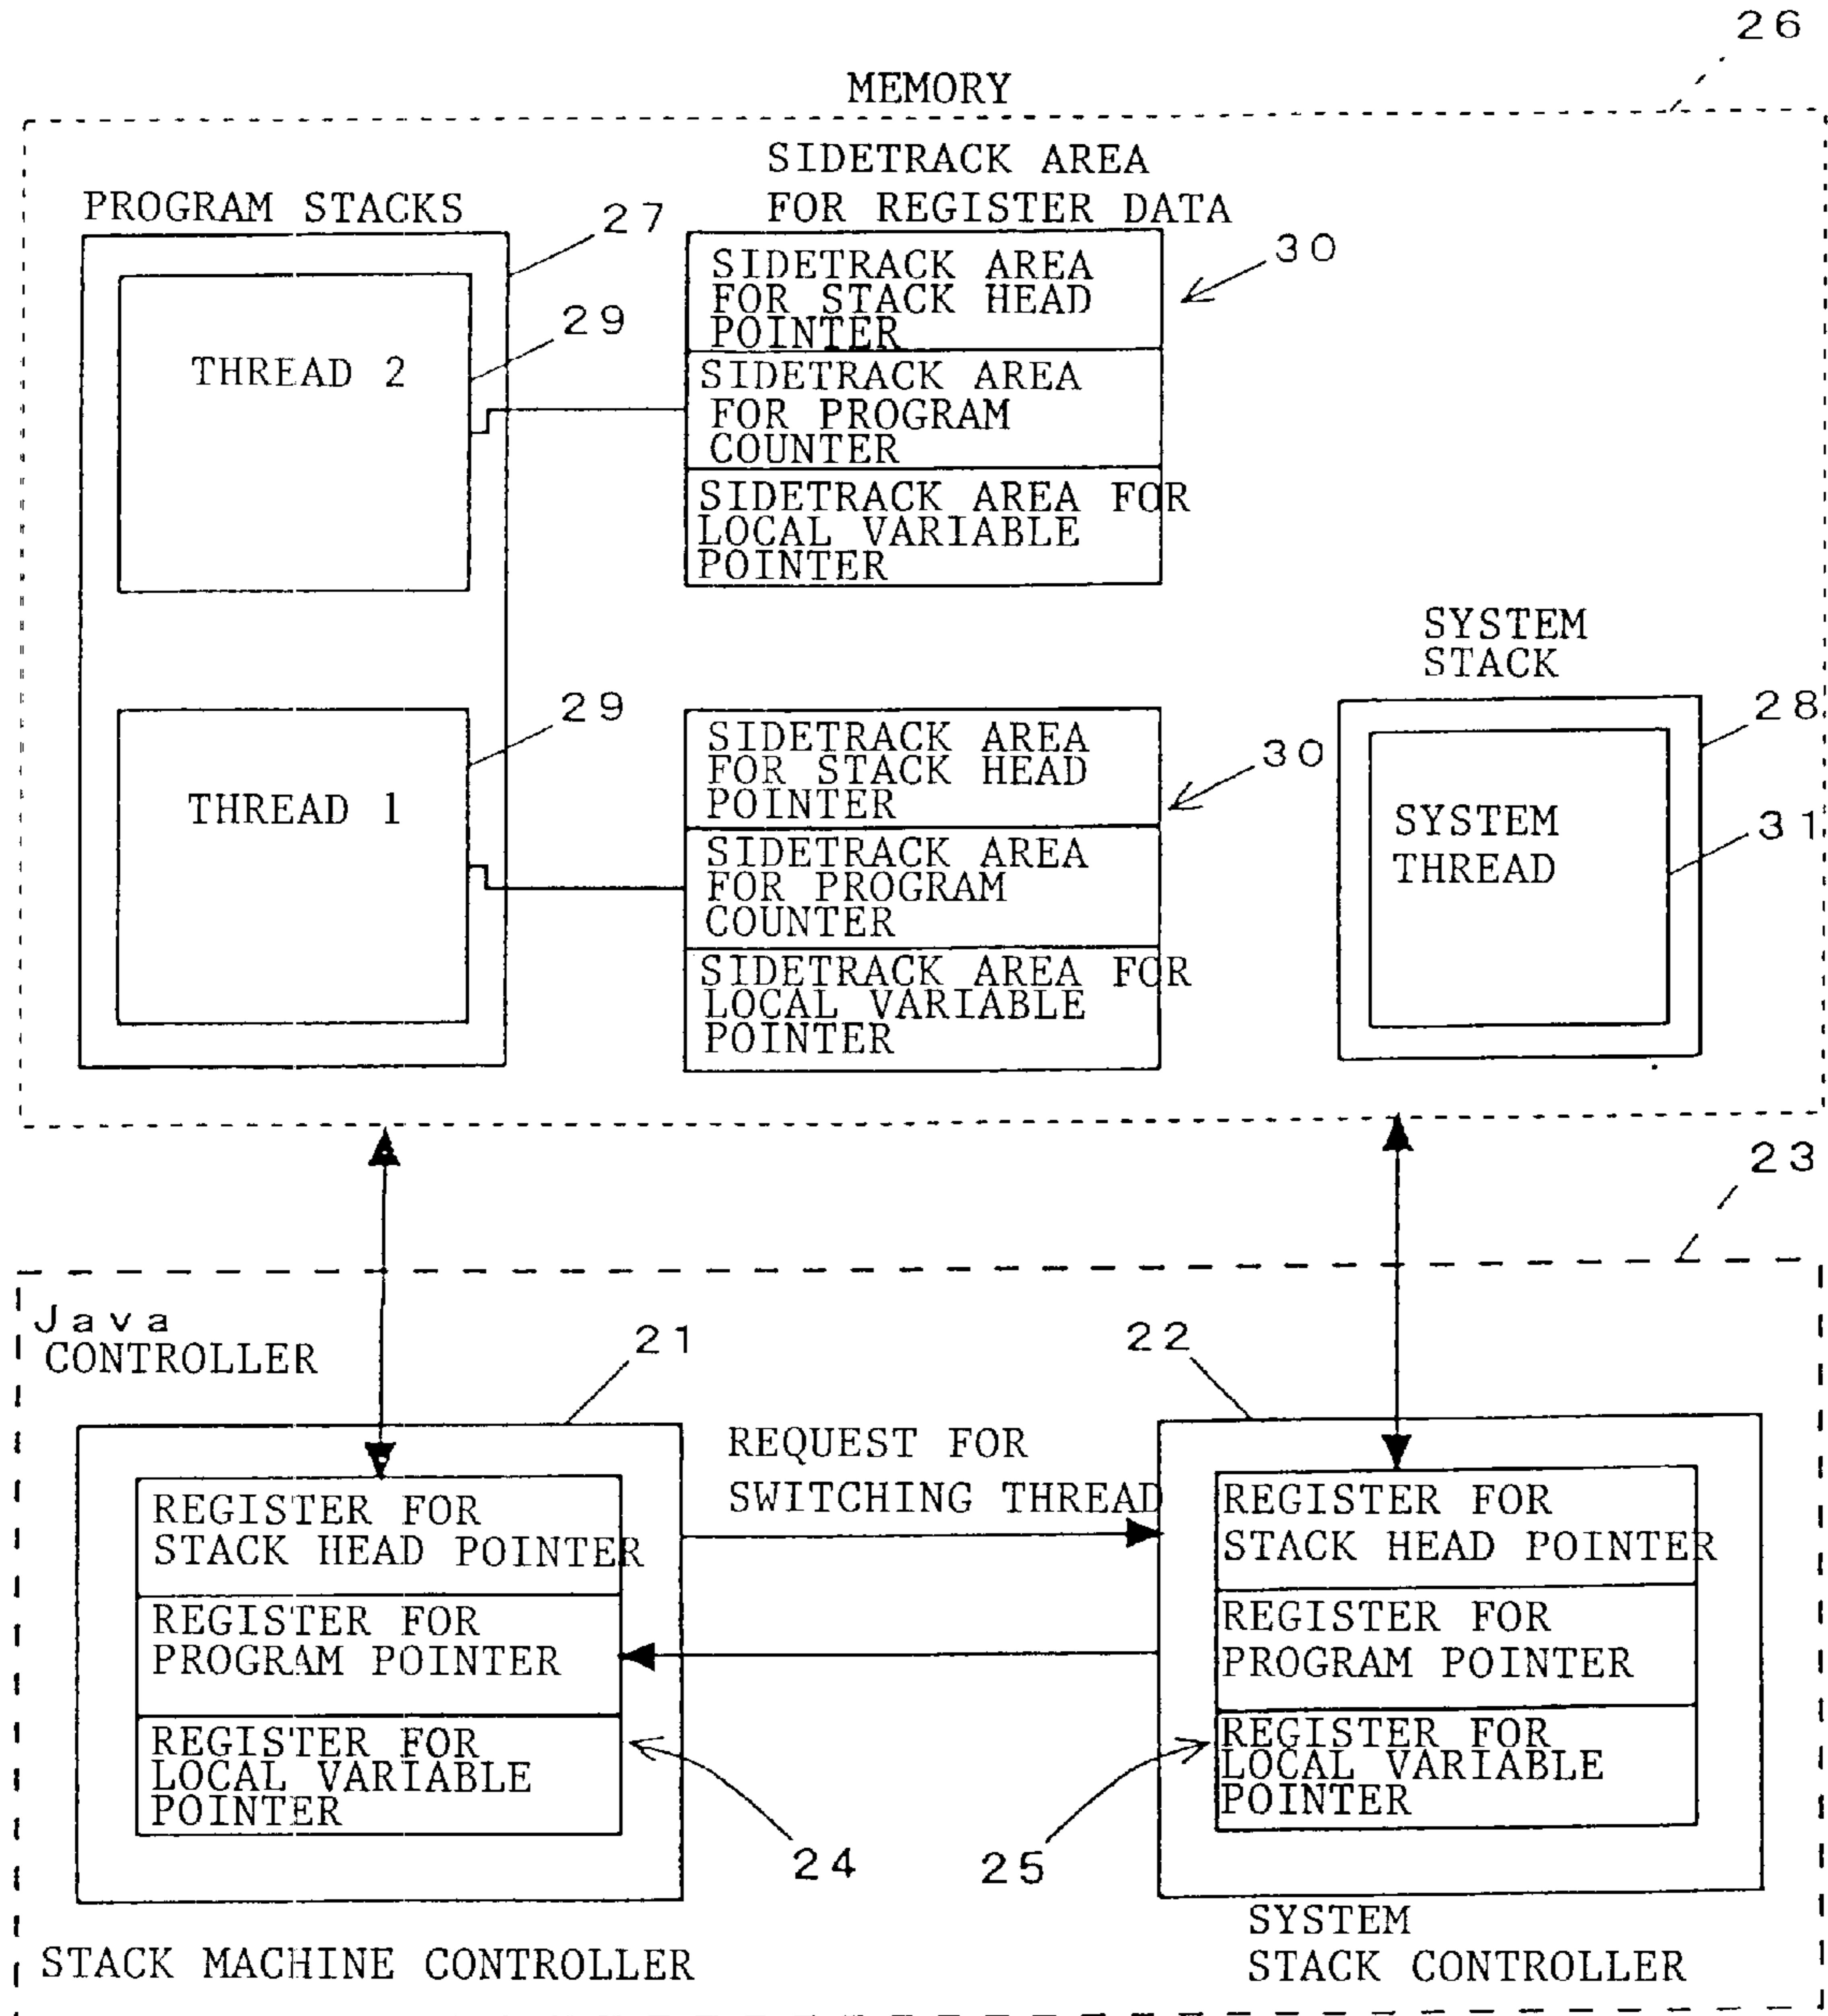 26
MEMORY
SIDETRACK AREA
FOR REGISTER DATA
PROGRAM STACKS
27
THREAD 2
29
SIDETRACK AREA
FOR STACK HEAD
POINTER
30
SIDETRACK AREA
FOR PROGRAM
COUNTER
SIDETRACK AREA FOR
LOCAL VARIABLE
POINTER
THREAD 1
29
SIDETRACK AREA
FOR STACK HEAD
POINTER
30
SIDETRACK AREA
FOR PROGRAM
COUNTER
SIDETRACK AREA FOR
LOCAL VARIABLE
POINTER
SYSTEM
STACK
28
SYSTEM
THREAD
31
23
Java
CONTROLLER
21
22
REGISTER FOR
STACK HEAD POINTER
REGISTER FOR
PROGRAM POINTER
REGISTER FOR
LOCAL VARIABLE
POINTER
24
REQUEST FOR
SWITCHING THREAD
REGISTER FOR
STACK HEAD POINTER
REGISTER FOR
PROGRAM POINTER
REGISTER FOR
LOCAL VARIABLE
POINTER
25
STACK MACHINE CONTROLLER
SYSTEM
STACK CONTROLLER